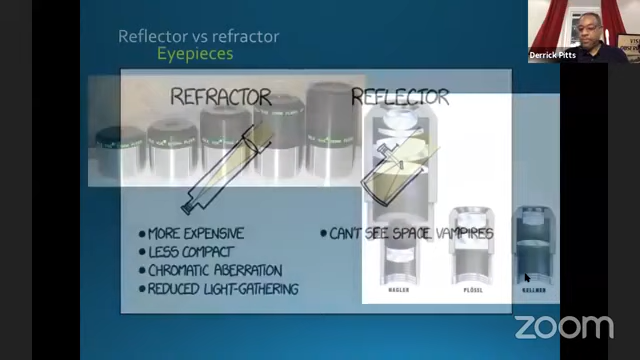 Reflector vs refractor
Eyepieces
Derrick Pitts
REFRACTOR
REFLECTOR
• MORE EXPENSIVE
• LESS COMPACT
• CHROMATIC ABERRATION
• REDUCED LIGHT-GATHERING
• CAN'T SEE SPACE VAMPIRES
NAGLER
PLÖSSL
KELLNER
zoom